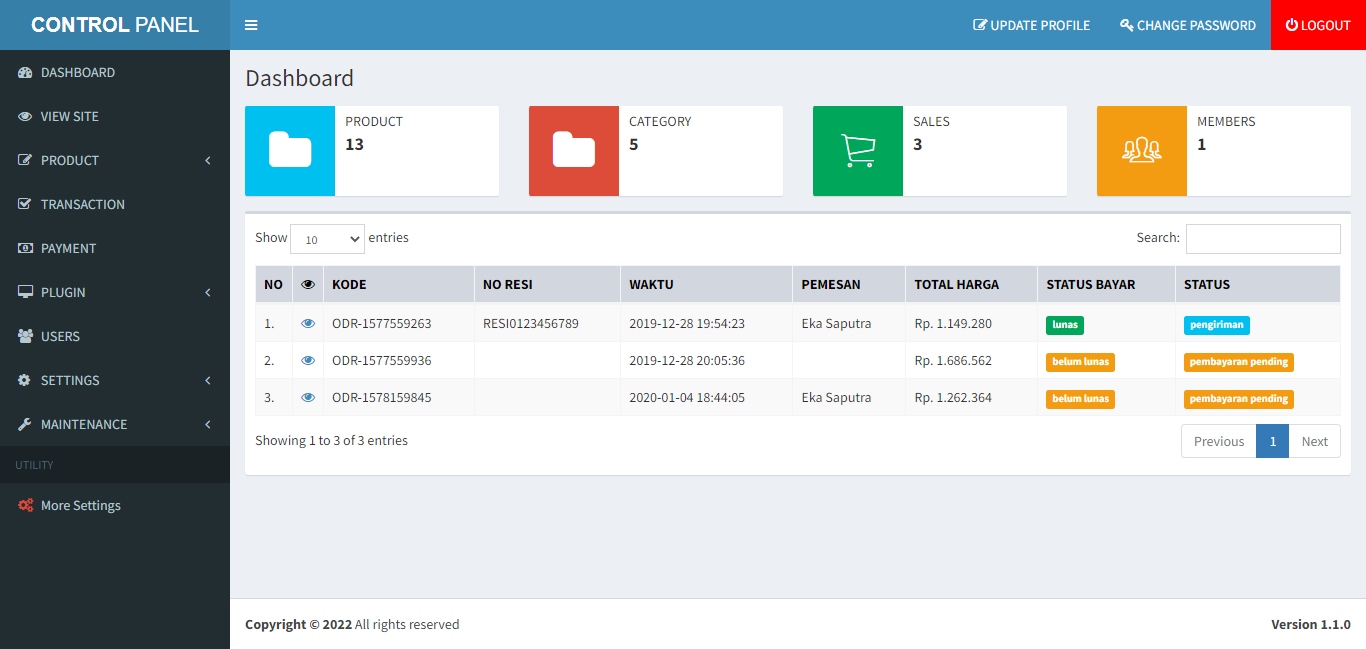 CONTROL PANEL
UPDATE PROFILE
CHANGE PASSWORD
LOGOUT
DASHBOARD
VIEW SITE
PRODUCT
TRANSACTION
PAYMENT
PLUGIN
USERS
SETTINGS
MAINTENANCE
UTILITY
More Settings
Dashboard
PRODUCT
13
CATEGORY
5
SALES
3
MEMBERS
1
Show 10 entries
Search:
NO KODE NO RESI WAKTU PEMESAN TOTAL HARGA STATUS BAYAR STATUS
1. ODR-1577559263 RESI0123456789 2019-12-28 19:54:23 Eka Saputra Rp. 1.149.280 lunas pengiriman
2. ODR-1577559936 2019-12-28 20:05:36 Rp. 1.686.562 belum lunas pembayaran pending
3. ODR-1578159845 2020-01-04 18:44:05 Eka Saputra Rp. 1.262.364 belum lunas pembayaran pending
Showing 1 to 3 of 3 entries
Previous 1 Next
Copyright © 2022 All rights reserved
Version 1.1.0